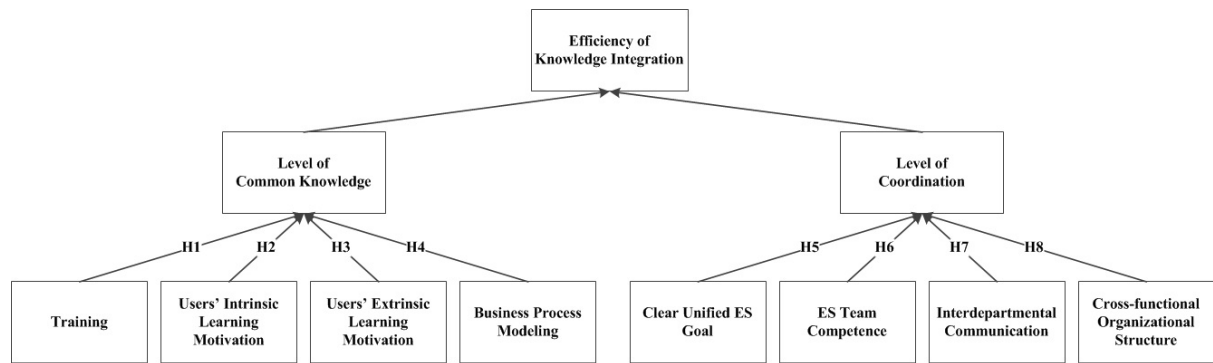 Efficiency of
Knowledge Integration
Level of
Common Knowledge
Level of
Coordination
H1
H2
H3
H4
H5
H6
H7
H8
Training
Users’ Intrinsic
Learning
Motivation
Users’ Extrinsic
Learning
Motivation
Business Process
Modeling
Clear Unified ES
Goal
ES Team
Competence
Interdepartmental
Communication
Cross-functional
Organizational
Structure